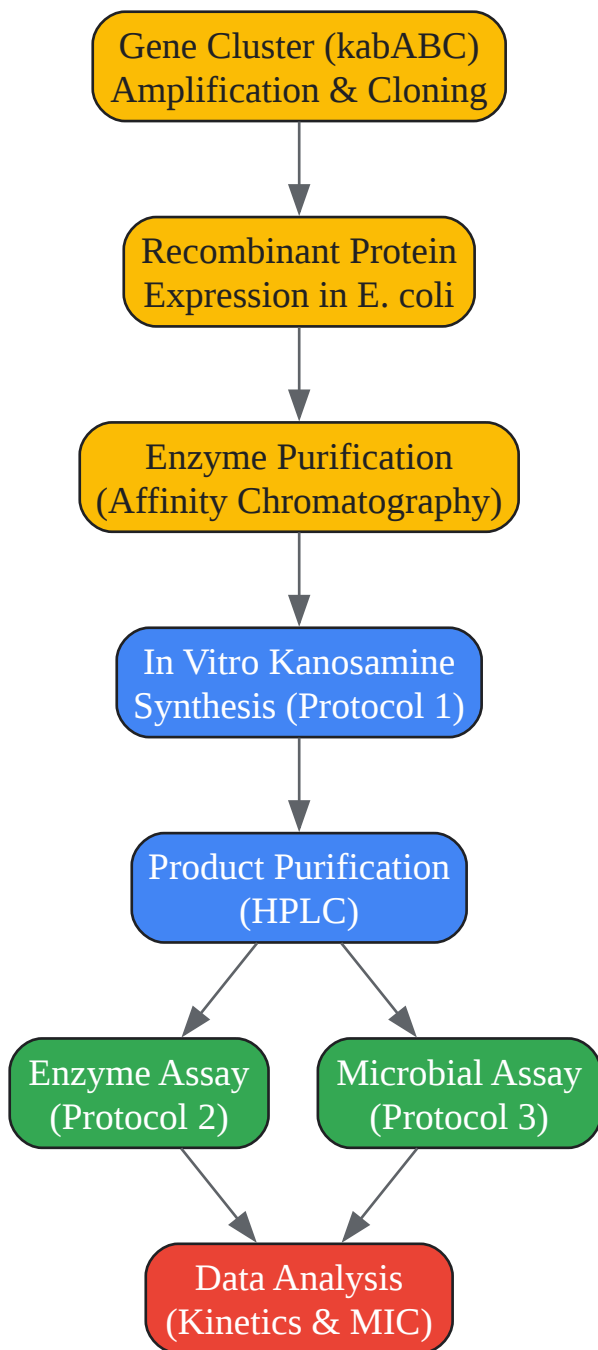 Gene Cluster (kabABC)
Amplification & Cloning
Recombinant Protein
Expression in E. coli
Enzyme Purification
(Affinity Chromatography)
In Vitro Kanosamine
Synthesis (Protocol 1)
Product Purification
(HPLC)
Enzyme Assay
(Protocol 2)
Microbial Assay
(Protocol 3)
Data Analysis
(Kinetics & MIC)